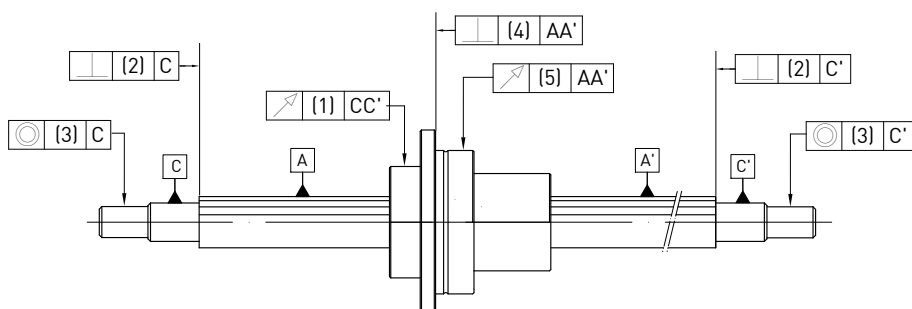 (4) AA'
(2) C
(2) C'
(5) AA'
(1) CC'
(3) C
(3) C'
C
A
A'
C'